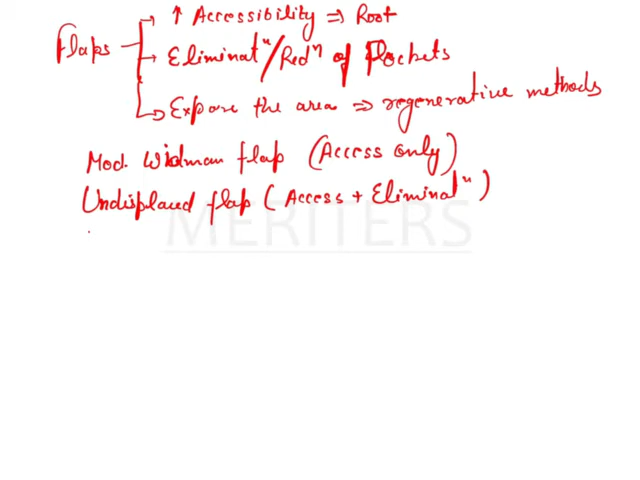 ↑ Accessibility ⇒ Root
Flaps → Eliminatⁿ/Redⁿ of Pockets
Expose the area ⇒ regenerative methods
Mod. Widman flap (Access only)
Undisplaced flap (Access + Eliminatⁿ)
MERITERS